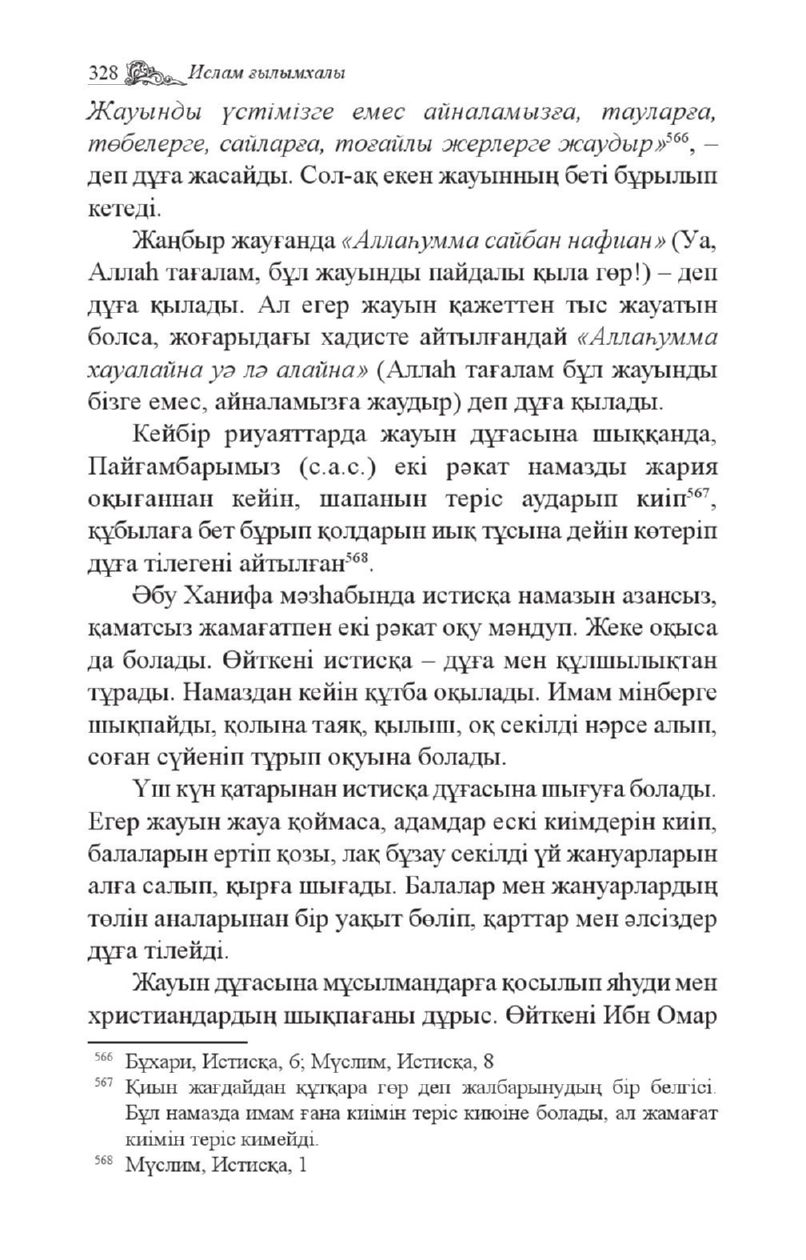 328 Ислам ғылымхалы
Жауынды үстімізге емес айналамызға, тауларға,
төбелерге, сайларға, тоғайлы жерлерге жаудыр»566, –
деп дұға жасайды. Сол-ақ екен жауынның беті бұрылып
кетеді.
Жаңбыр жауғанда «Аллаһумма сайбан нафиан» (Уа,
Аллаһ тағалам, бұл жауынды пайдалы қыла гөр!) – деп
дұға қылады. Ал егер жауын қажеттен тыс жауатын
болса, жоғарыдағы хадисте айтылғандай «Аллаһумма
хауалайна уә лә алайна» (Аллаһ тағалам бұл жауынды
бізге емес, айналамызға жаудыр) деп дұға қылады.
Кейбір риуаяттарда жауын дұғасына шыққанда,
Пайғамбарымыз (с.а.с.) екі рәкат намазды жария
оқығаннан кейін, шапанын теріс аударып киіп567,
құбылаға бет бұрып қолдарын иық тұсына дейін көтеріп
дұға тілегені айтылған568.
Әбу Ханифа мәзһабында истисқа намазын азансыз,
қаматсыз жамағатпен екі рәкат оқу мәндуп. Жеке оқыса
да болады. Өйткені истисқа – дұға мен құлшылықтан
тұрады. Намаздан кейін құтба оқылады. Имам мінберге
шықпайды, қолына таяқ, қылыш, оқ секілді нәрсе алып,
соған сүйеніп тұрып оқуына болады.
Үш күн қатарынан истисқа дұғасына шығуға болады.
Егер жауын жауа қоймаса, адамдар ескі киімдерін киіп,
балаларын ертіп қозы, лақ бұзау секілді үй жануарларын
алға салып, қырға шығады. Балалар мен жануарлардың
төлін аналарынан бір уақыт бөліп, қарттар мен әлсіздер
дұға тілейді.
Жауын дұғасына мұсылмандарға қосылып яһуди мен
христиандардың шықпағаны дұрыс. Өйткені Ибн Омар
566 Бұхари, Истисқа, 6; Мүслим, Истисқа, 8
567 Қиын жағдайдан құтқара гөр деп жалбарынудың бір белгісі.
Бұл намазда имам ғана киімін теріс киюіне болады, ал жамағат
киімін теріс кимейді.
568 Мүслим, Истисқа, 1